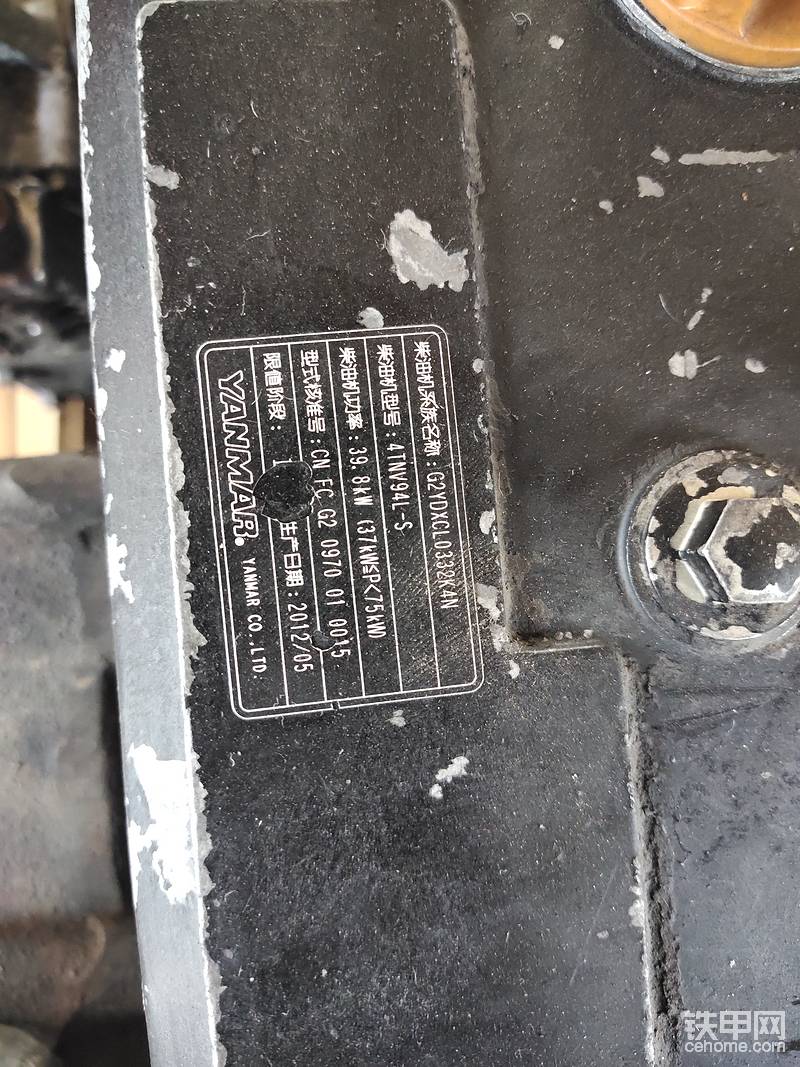 柴油机系族名称:G2YDXCL0332K4N
柴油机型号:4TNV94L-S
柴油机功率:39.8kW (37kW≤P<75kW)
型式核准号:CN FC G2 0970 01 0015
限值阶段: 生产日期:2012/05
YANMAR. YANMAR CO.,LTD.
铁甲网
cehome.com